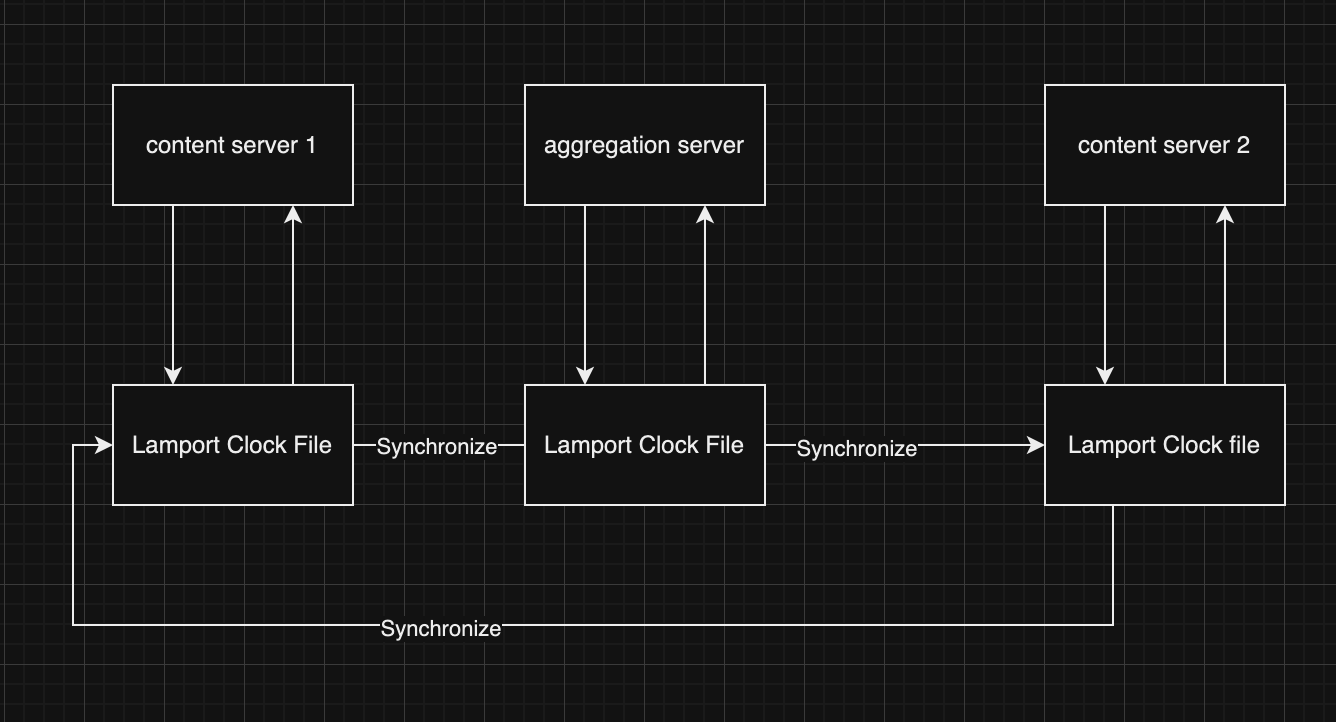 content server 1
aggregation server
content server 2
Lamport Clock File
Synchronize
Lamport Clock File
Synchronize
Lamport Clock file
Synchronize